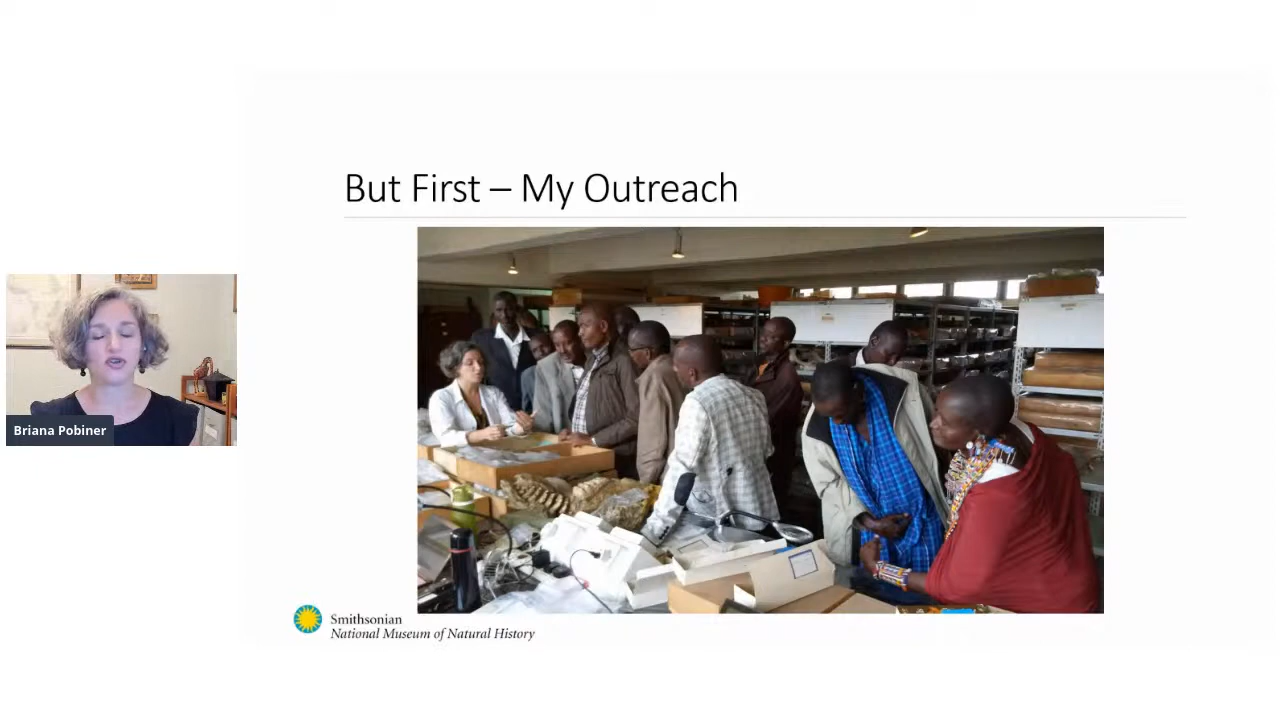 But First – My Outreach
Briana Pobiner
Smithsonian
National Museum of Natural History